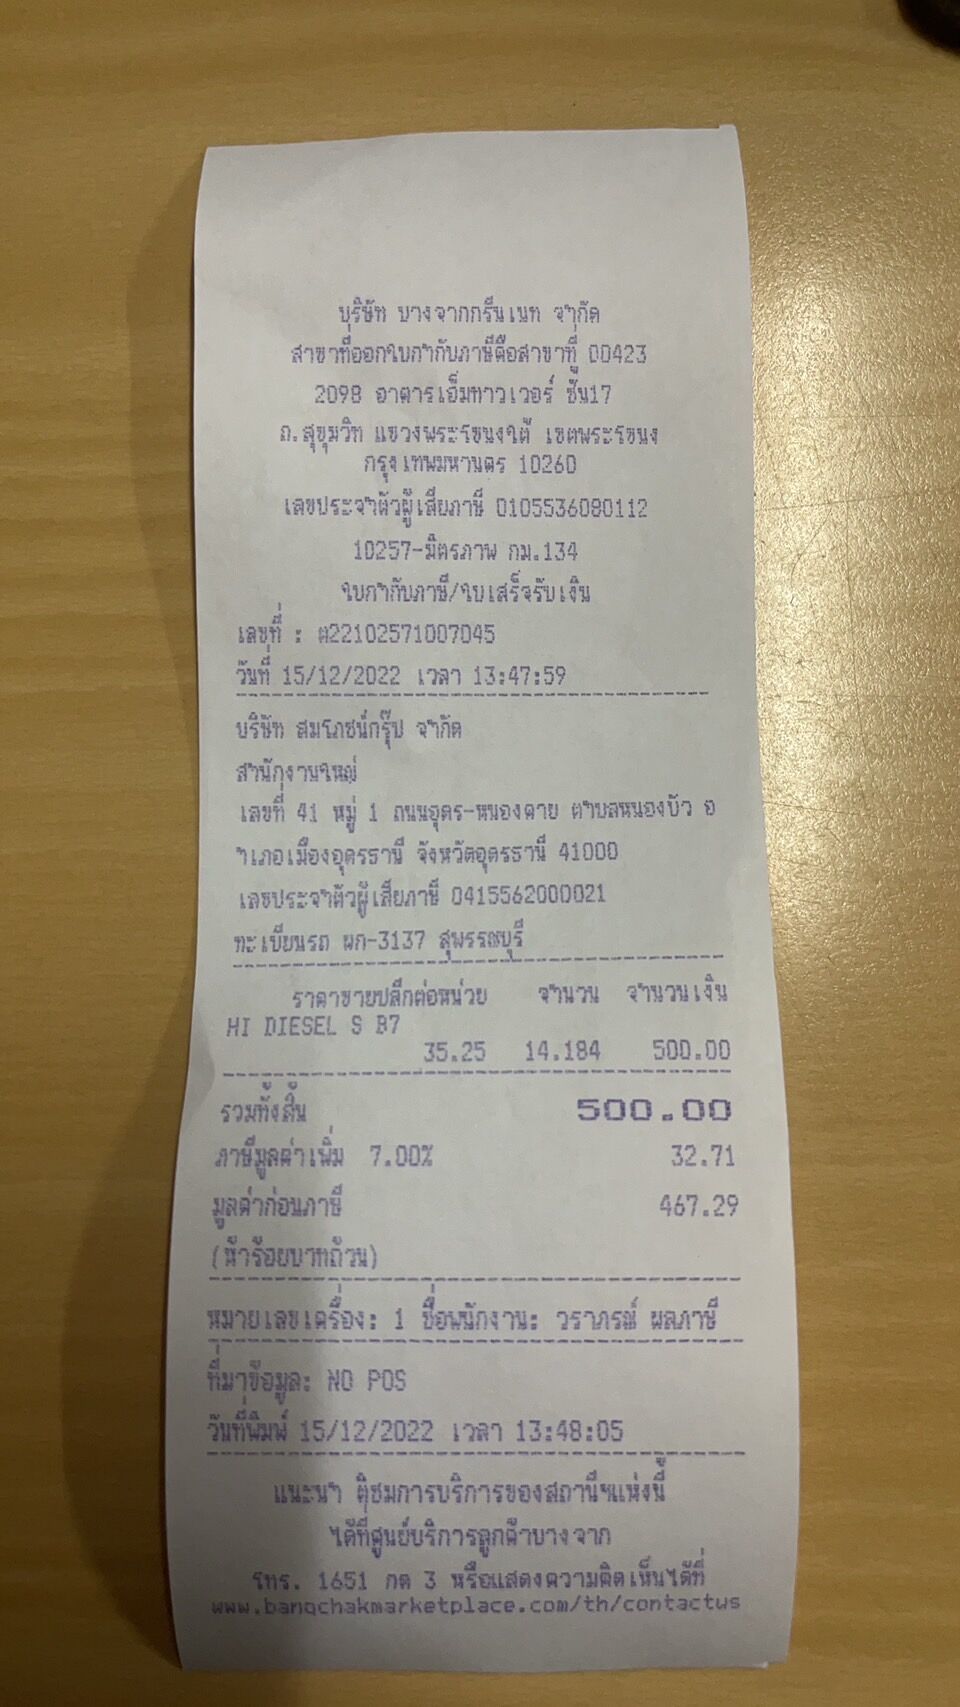 บริษัท บางจากกรีนเนท จำกัด
สาขาที่ออกใบกำกับภาษีคือสาขาที่ 00423
2098 อาคารเอ็มทาวเวอร์ ชั้น17
ถ.สุขุมวิท แขวงพระโขนงใต้ เขตพระโขนง
กรุงเทพมหานคร 10260
เลขประจำตัวผู้เสียภาษี 0105536080112
10257-มิตรภาพ กม.134
ใบกำกับภาษี/ใบเสร็จรับเงิน
เลขที่ : ต22102571007045
วันที่ 15/12/2022 เวลา 13:47:59
บริษัท สมโภชน์กรุ๊ป จำกัด
สำนักงานใหญ่
เลขที่ 41 หมู่ 1 ถนนอุดร-หนองคาย ตำบลหนองบัว อ
ำเภอเมืองอุดรธานี จังหวัดอุดรธานี 41000
เลขประจำตัวผู้เสียภาษี 0415562000021
ทะเบียนรถ ผก-3137 สุพรรณบุรี
ราคาขายปลีกต่อหน่วย จำนวน จำนวนเงิน
HI DIESEL S B7
35.25 14.184 500.00
รวมทั้งสิ้น 500.00
ภาษีมูลค่าเพิ่ม 7.00% 32.71
มูลค่าก่อนภาษี 467.29
(ห้าร้อยบาทถ้วน)
หมายเลขเครื่อง: 1 ชื่อพนักงาน: วราภรณ์ ผลภาษี
ที่มาข้อมูล: NO POS
วันที่พิมพ์ 15/12/2022 เวลา 13:48:05
แนะนำ ติชมการบริการของสถานีฯแห่งนี้
ได้ที่ศูนย์บริการลูกค้าบางจาก
โทร. 1651 กด 3 หรือแสดงความคิดเห็นได้ที่
www.bangchakmarketplace.com/th/contactus